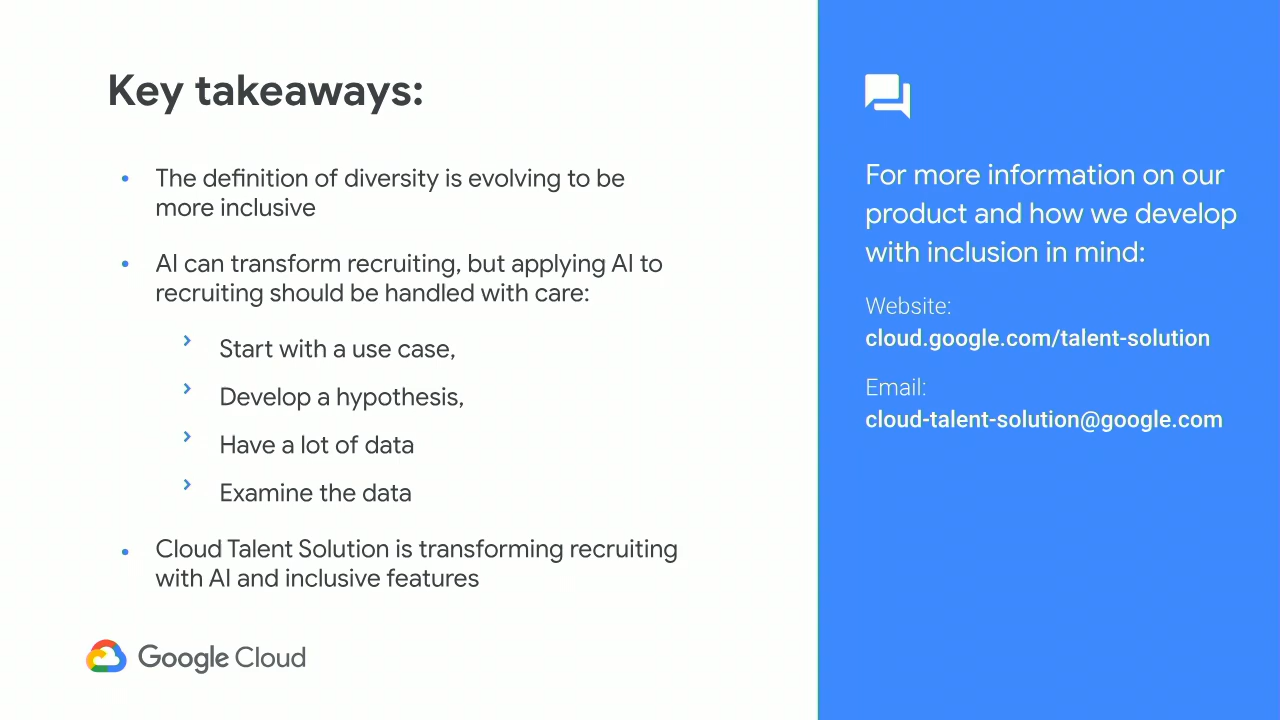 Key takeaways:
• The definition of diversity is evolving to be
more inclusive
• AI can transform recruiting, but applying AI to
recruiting should be handled with care:
› Start with a use case,
› Develop a hypothesis,
› Have a lot of data
› Examine the data
• Cloud Talent Solution is transforming recruiting
with AI and inclusive features
Google Cloud
For more information on our
product and how we develop
with inclusion in mind:
Website:
cloud.google.com/talent-solution
Email:
cloud-talent-solution@google.com